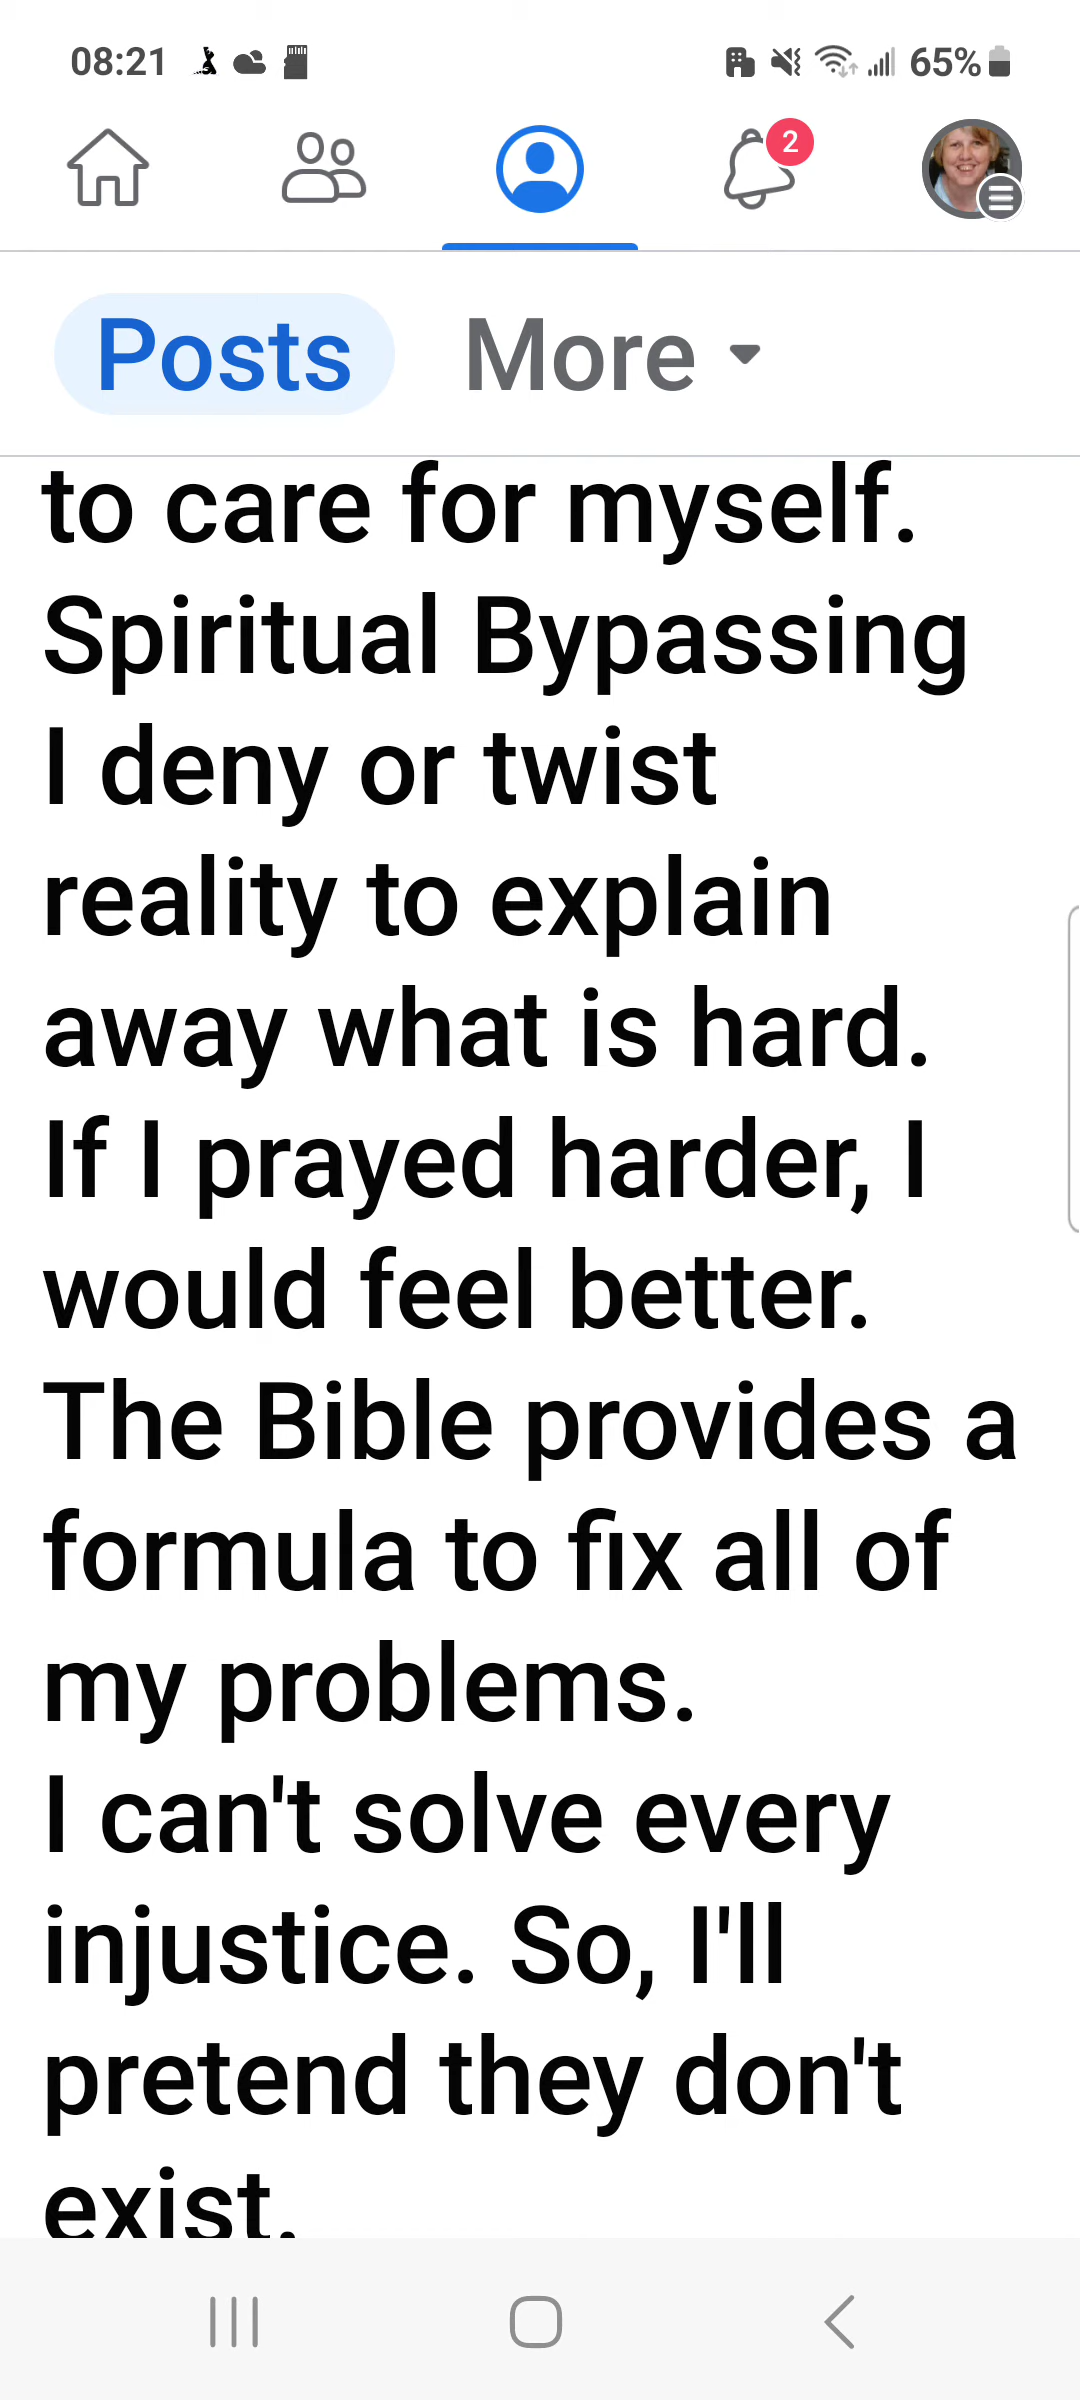 08:21
65%
2
Posts More
to care for myself.
Spiritual Bypassing
I deny or twist
reality to explain
away what is hard.
If I prayed harder, I
would feel better.
The Bible provides a
formula to fix all of
my problems.
I can't solve every
injustice. So, I'll
pretend they don't
exist.